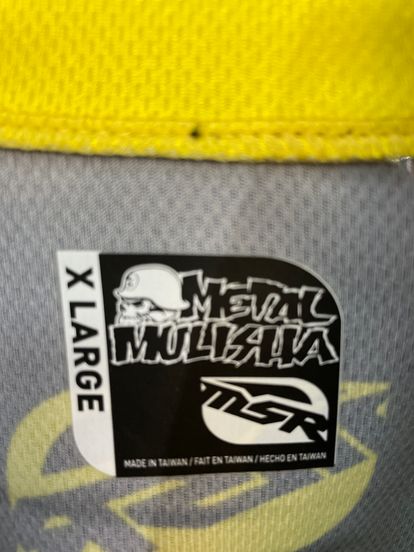 X LARGE
METAL
MULISHA
MSR
MADE IN TAIWAN / FAIT EN TAIWAN / HECHO EN TAIWAN